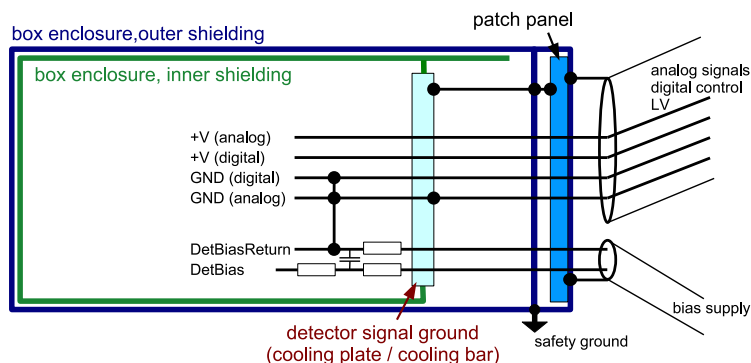 patch panel
box enclosure,outer shielding
box enclosure, inner shielding
analog signals
digital control
LV
+V (analog)
+V (digital)
GND (digital)
GND (analog)
DetBiasReturn
DetBias
bias supply
detector signal ground
(cooling plate / cooling bar)
safety ground